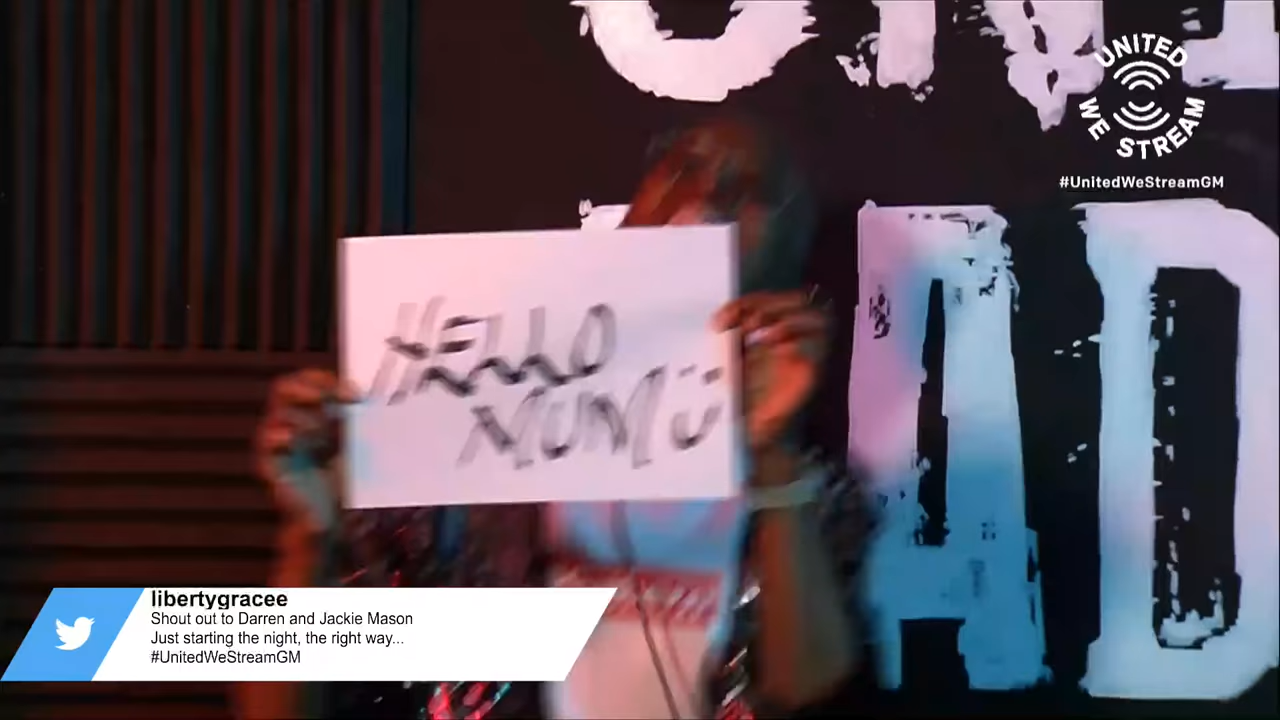 UNITED
WE STREAM
#UnitedWeStreamGM
HELLO
MUM Ü
AD
libertygracee
Shout out to Darren and Jackie Mason
Just starting the night, the right way...
#UnitedWeStreamGM